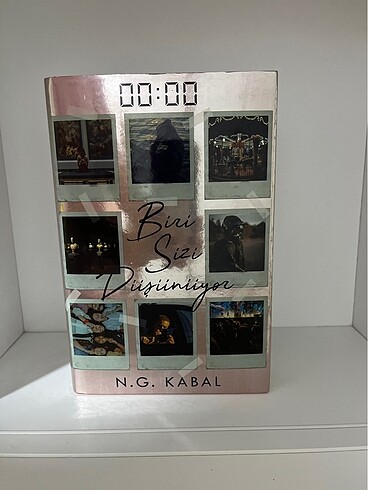 00:00
Biri
Sizi
Düşünüyor
N.G. KABAL